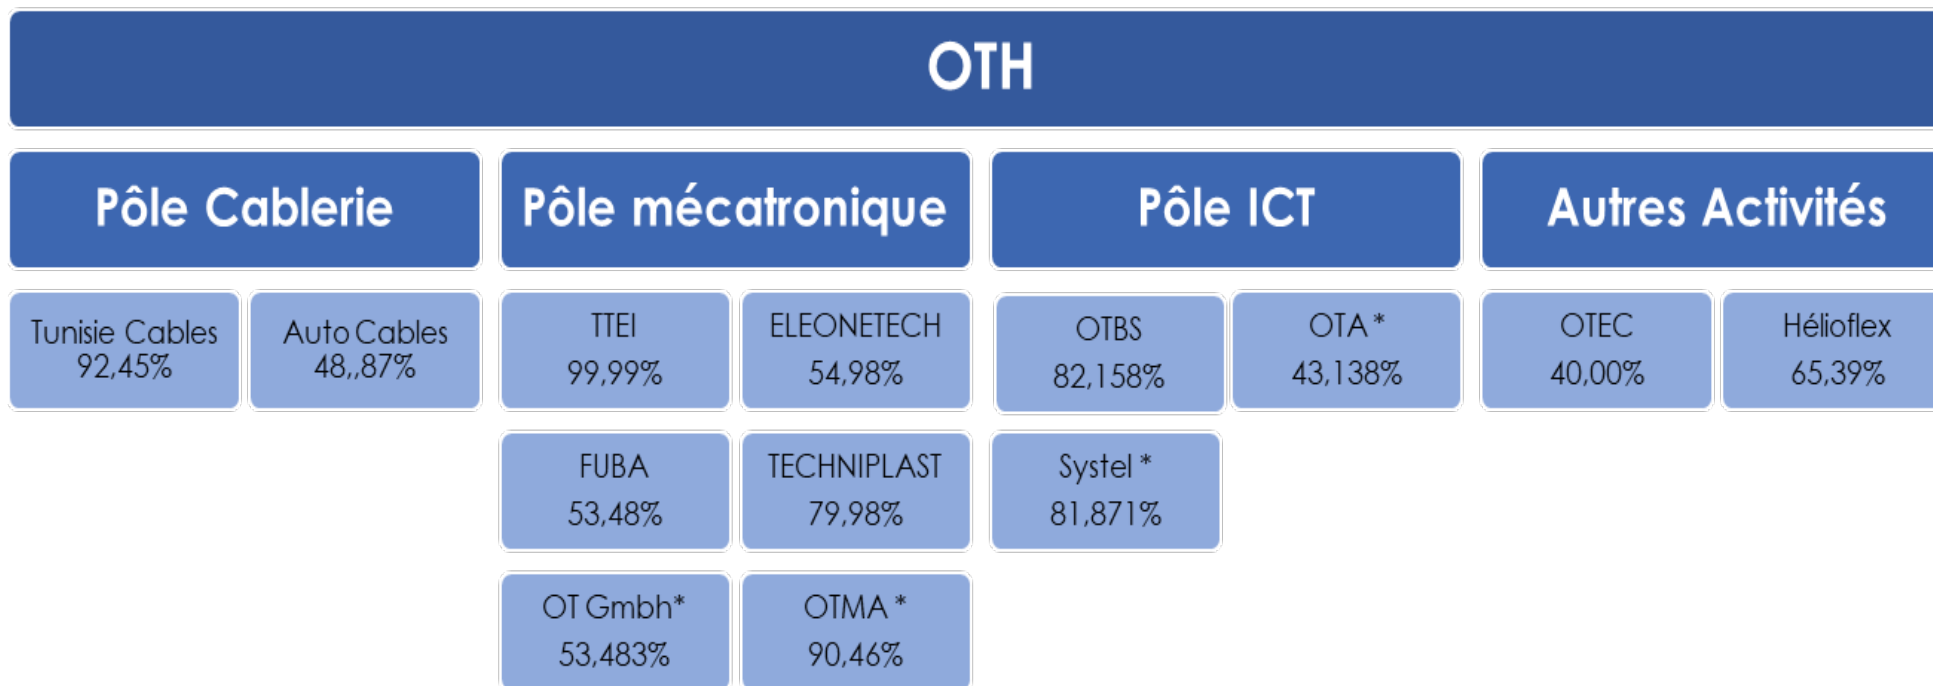 OTH
Pôle Cablerie
Pôle mécatronique
Pôle ICT
Autres Activités
Tunisie Cables
92,45%
Auto Cables
48,,87%
TTEI
99,99%
ELEONETECH
54,98%
OTBS
82,158%
OTA *
43,138%
OTEC
40,00%
Hélioflex
65,39%
FUBA
53,48%
TECHNIPLAST
79,98%
Systel *
81,871%
OT Gmbh*
53,483%
OTMA *
90,46%